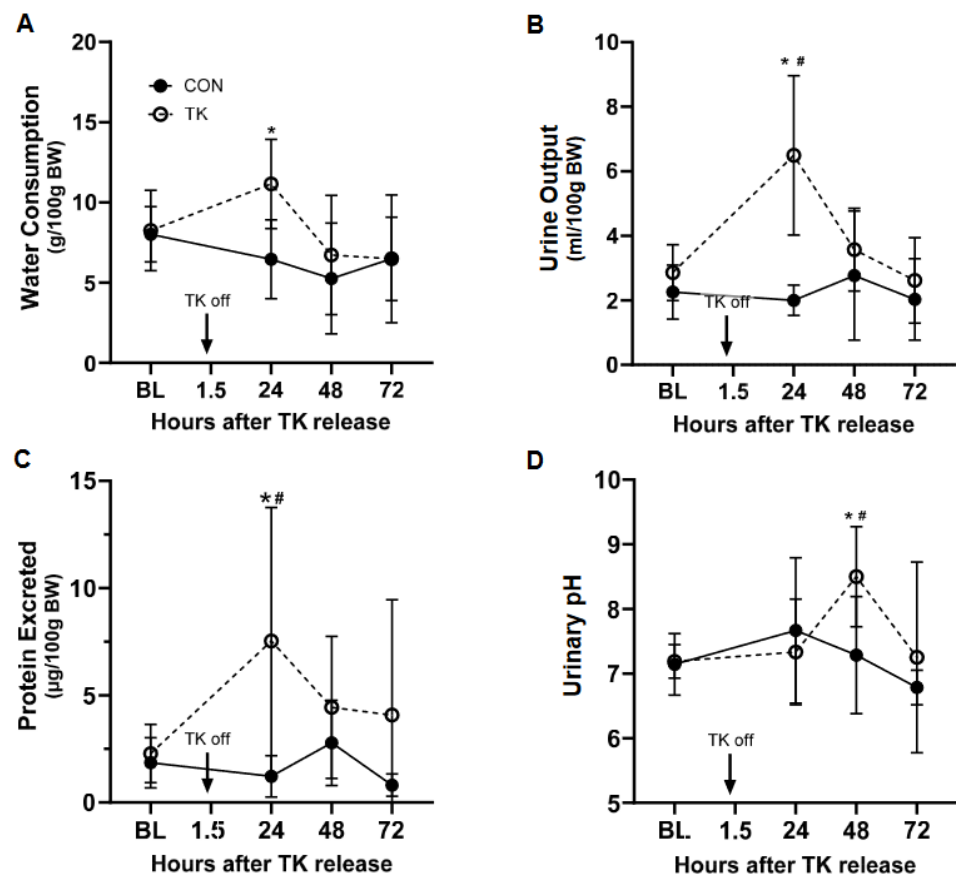 A
Water Consumption
(g/100g BW)
20
15
10
5
0
CON
TK
*
TK off
BL
1.5
24
48
72
Hours after TK release
B
Urine Output
(ml/100g BW)
10
8
6
4
2
0
* #
TK off
BL
1.5
24
48
72
Hours after TK release
C
Protein Excreted
(µg/100g BW)
15
10
5
0
*#
TK off
BL
1.5
24
48
72
Hours after TK release
D
Urinary pH
10
9
8
7
6
5
*#
TK off
BL
1.5
24
48
72
Hours after TK release